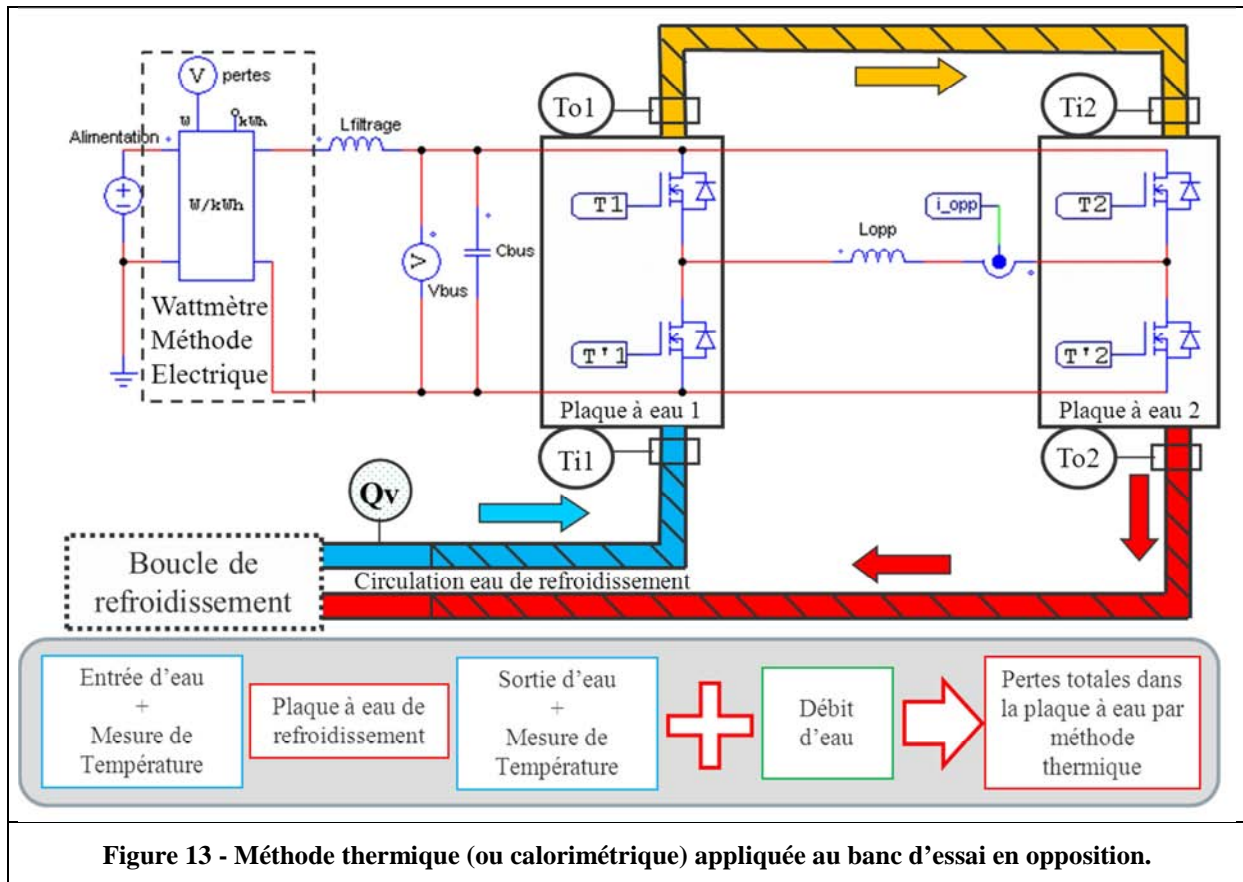 pertes
V
W
kWh
Alimentation
Lfiltrage
W/kWh
Wattmètre
Méthode
Electrique
V
Vbus
Cbus
To1
T1
T'1
Plaque à eau 1
Ti1
Lopp
i_opp
Ti2
T2
T'2
Plaque à eau 2
To2
Qv
Boucle de
refroidissement
Circulation eau de refroidissement
Entrée d'eau
+
Mesure de
Température
Plaque à eau de
refroidissement
Sortie d'eau
+
Mesure de
Température
Débit
d'eau
Pertes totales dans
la plaque à eau par
méthode
thermique
Figure 13 - Méthode thermique (ou calorimétrique) appliquée au banc d'essai en opposition.